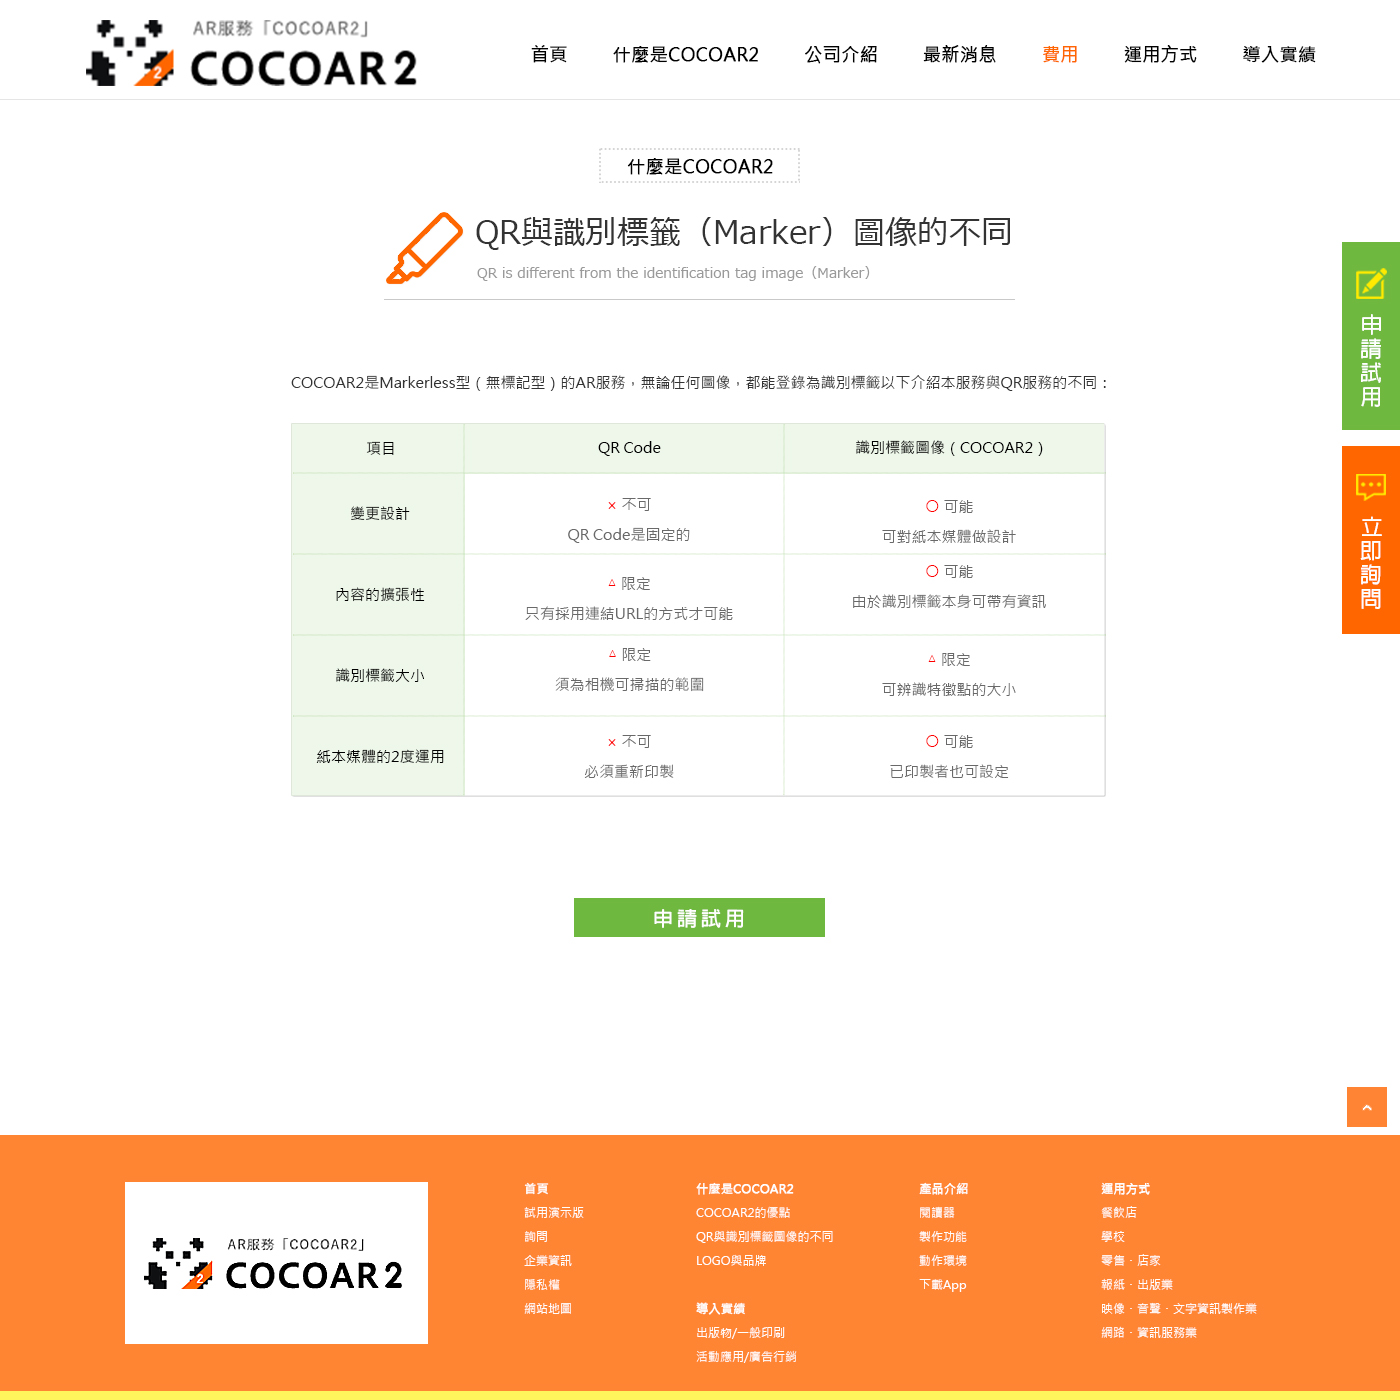 AR服務「COCOAR2」
COCOAR2
2
首頁 什麼是COCOAR2 公司介紹 最新消息 費用 運用方式 導入實績
什麼是COCOAR2
QR與識別標籤（Marker）圖像的不同
QR is different from the identification tag image（Marker）
COCOAR2是Markerless型（無標記型）的AR服務，無論任何圖像，都能登錄為識別標籤以下介紹本服務與QR服務的不同：
項目 QR Code 識別標籤圖像（COCOAR2）
變更設計
× 不可
QR Code是固定的
〇 可能
可對紙本媒體做設計
內容的擴張性
△ 限定
只有採用連結URL的方式才可能
〇 可能
由於識別標籤本身可帶有資訊
識別標籤大小
△ 限定
須為相機可掃描的範圍
△ 限定
可辨識特徵點的大小
紙本媒體的2度運用
× 不可
必須重新印製
〇 可能
已印製者也可設定
申請試用
申請試用
立即詢問
AR服務「COCOAR2」
COCOAR2
2
首頁
試用演示版
詢問
企業資訊
隱私權
網站地圖
什麼是COCOAR2
COCOAR2的優點
QR與識別標籤圖像的不同
LOGO與品牌
導入實績
出版物/一般印刷
活動應用/廣告行銷
產品介紹
閱讀器
製作功能
動作環境
下載App
運用方式
餐飲店
學校
零售．店家
報紙．出版業
映像．音聲．文字資訊製作業
網路．資訊服務業